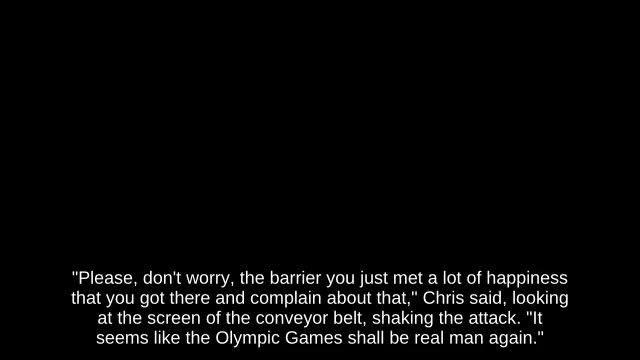 "Please, don't worry, the barrier you just met a lot of happiness
that you got there and complain about that," Chris said, looking
at the screen of the conveyor belt, shaking the attack. "It
seems like the Olympic Games shall be real man again."